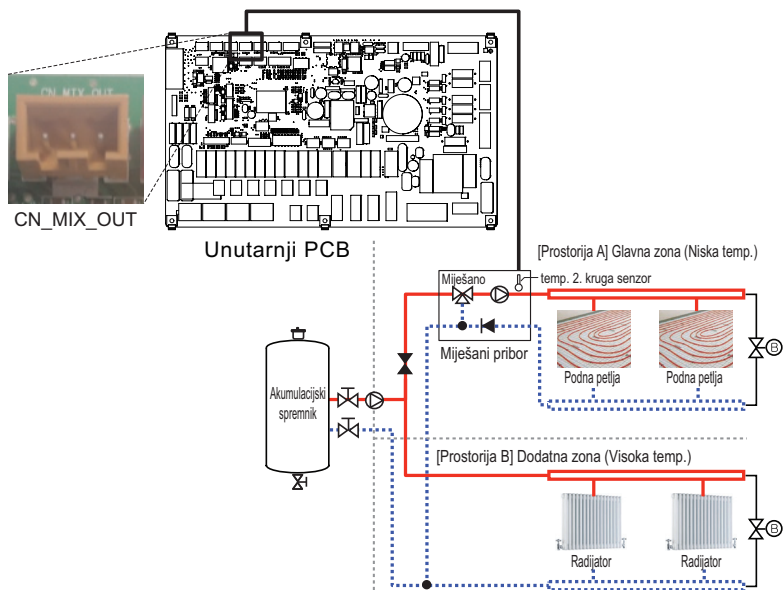 CN_MIX_OUT
CN_MIX_OUT
Unutarnji PCB
[Prostorija A] Glavna zona (Niska temp.)
Miješano
temp. 2. kruga senzor
Miješani pribor
Podna petlja
Podna petlja
B
Akumulacijski
spremnik
[Prostorija B] Dodatna zona (Visoka temp.)
B
Radijator
Radijator